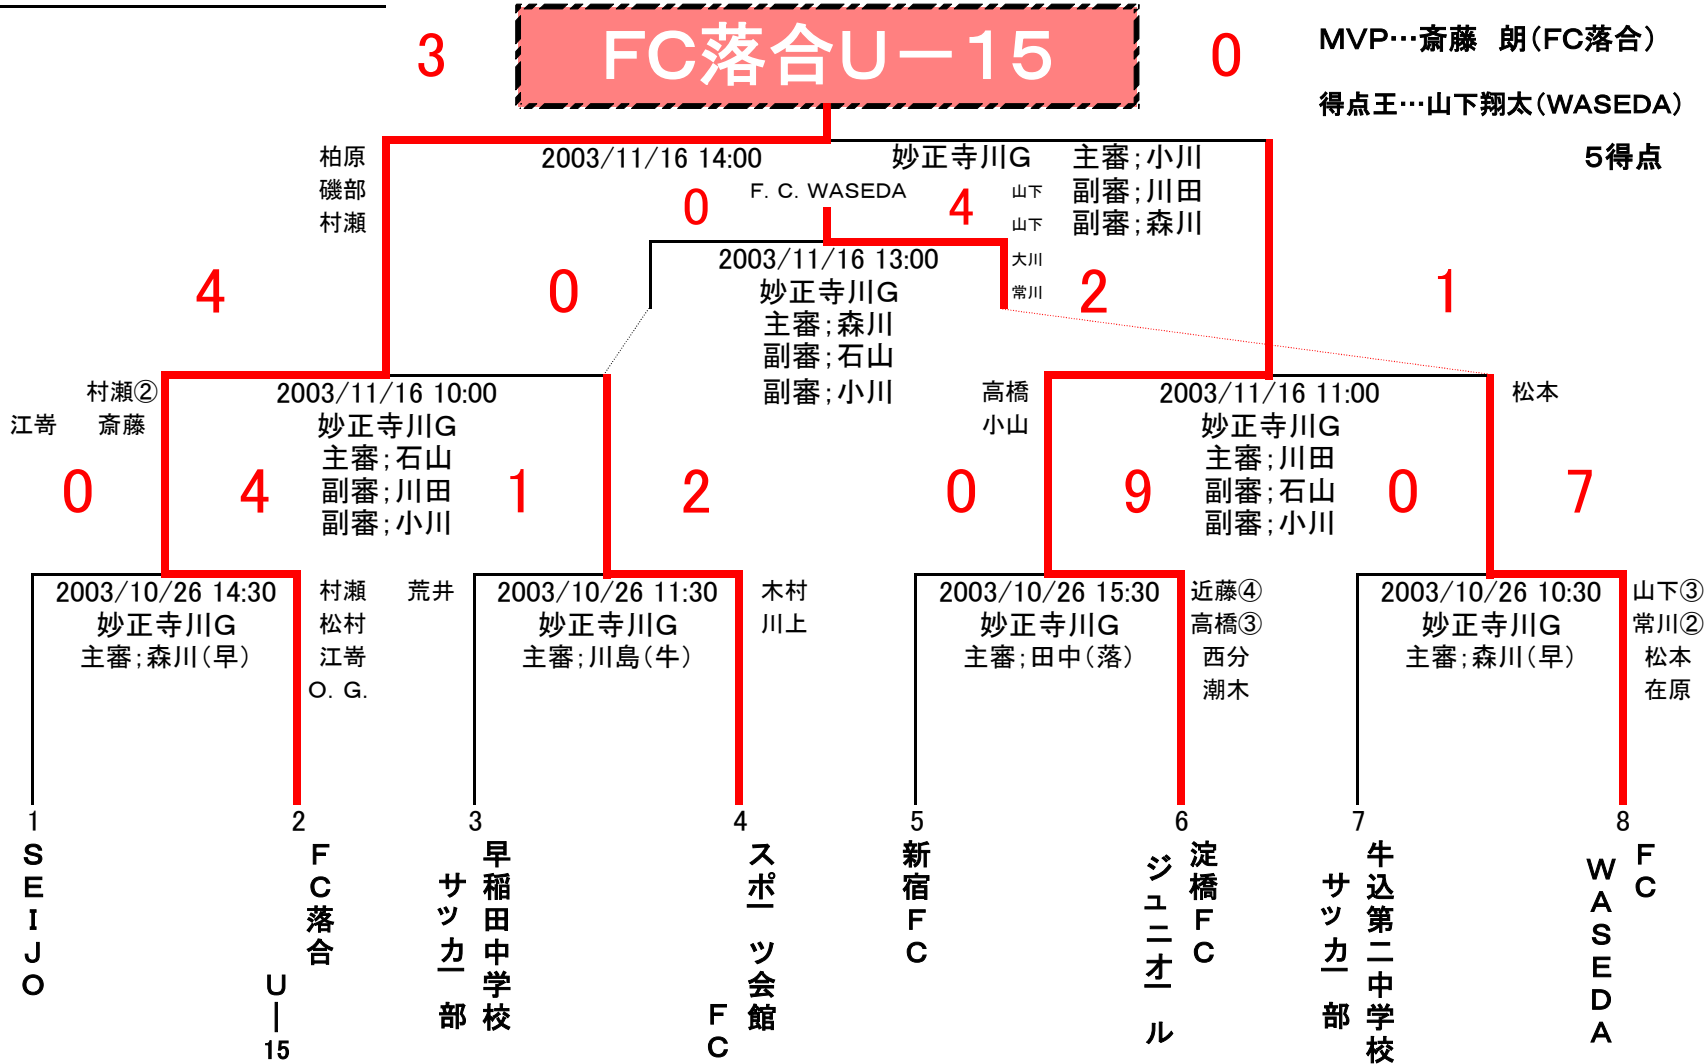 FC落合U－15
3
0
MVP…斎藤　朗(FC落合)
得点王…山下翔太(WASEDA)
5得点
柏原
磯部
村瀬
2003/11/16 14:00
妙正寺川G
主審;小川
副審;川田
副審;森川
F. C. WASEDA
0
4
山下
山下
大川
常川
2003/11/16 13:00
妙正寺川G
主審;森川
副審;石山
副審;小川
4
0
2
1
村瀬②
江嵜　斎藤
2003/11/16 10:00
妙正寺川G
主審;石山
副審;川田
副審;小川
高橋
小山
2003/11/16 11:00
妙正寺川G
主審;川田
副審;石山
副審;小川
松本
0
4
1
2
0
9
0
7
2003/10/26 14:30
妙正寺川G
主審;森川(早)
村瀬
松村
江嵜
O. G.
荒井
2003/10/26 11:30
妙正寺川G
主審;川島(牛)
木村
川上
2003/10/26 15:30
妙正寺川G
主審;田中(落)
近藤④
高橋③
西分
潮木
2003/10/26 10:30
妙正寺川G
主審;森川(早)
山下③
常川②
松本
在原
1
SEIJO
2
FC落合
U－15
3
早稲田中学校
サッカー部
4
スポーツ会館
FC
5
新宿FC
6
淀橋FC
ジュニオール
7
牛込第二中学校
サッカー部
8
FC
WASEDA